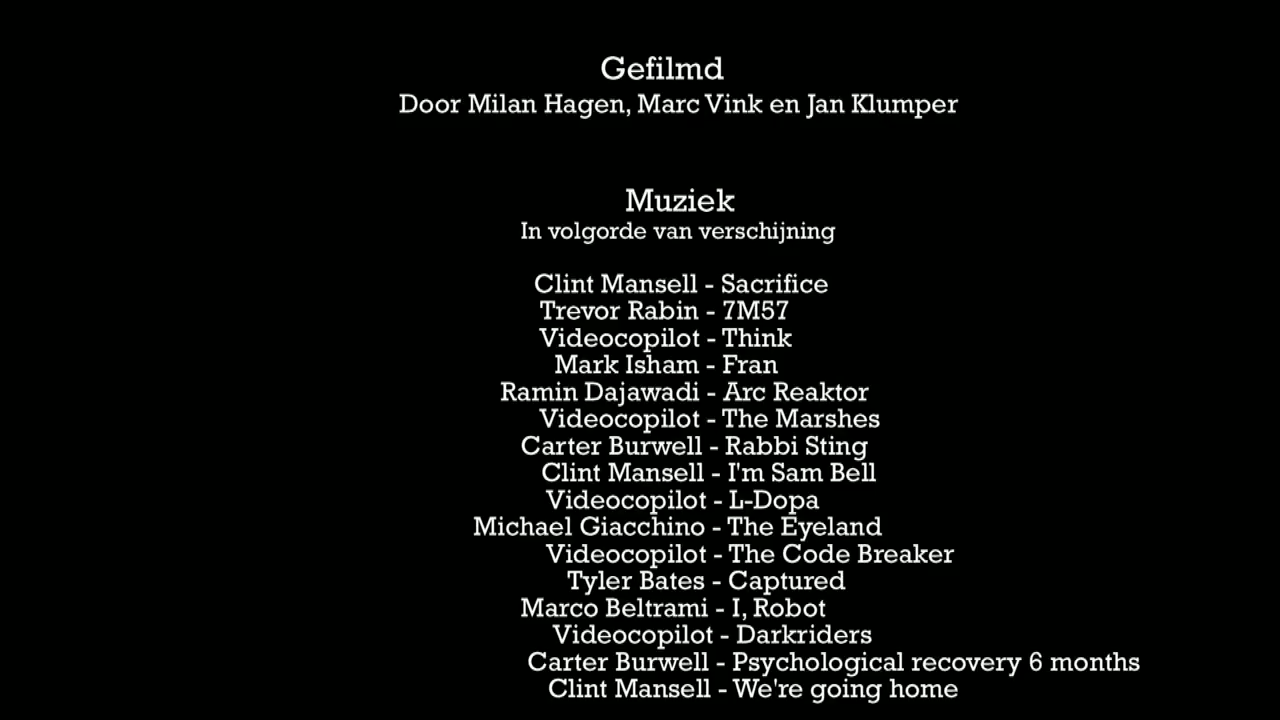 Gefilmd
Door Milan Hagen, Marc Vink en Jan Klumper
Muziek
In volgorde van verschijning
Clint Mansell - Sacrifice
Trevor Rabin - 7M57
Videocopilot - Think
Mark Isham - Fran
Ramin Dajawadi - Arc Reaktor
Videocopilot - The Marshes
Carter Burwell - Rabbi Sting
Clint Mansell - I'm Sam Bell
Videocopilot - L-Dopa
Michael Giacchino - The Eyeland
Videocopilot - The Code Breaker
Tyler Bates - Captured
Marco Beltrami - I, Robot
Videocopilot - Darkriders
Carter Burwell - Psychological recovery 6 months
Clint Mansell - We're going home